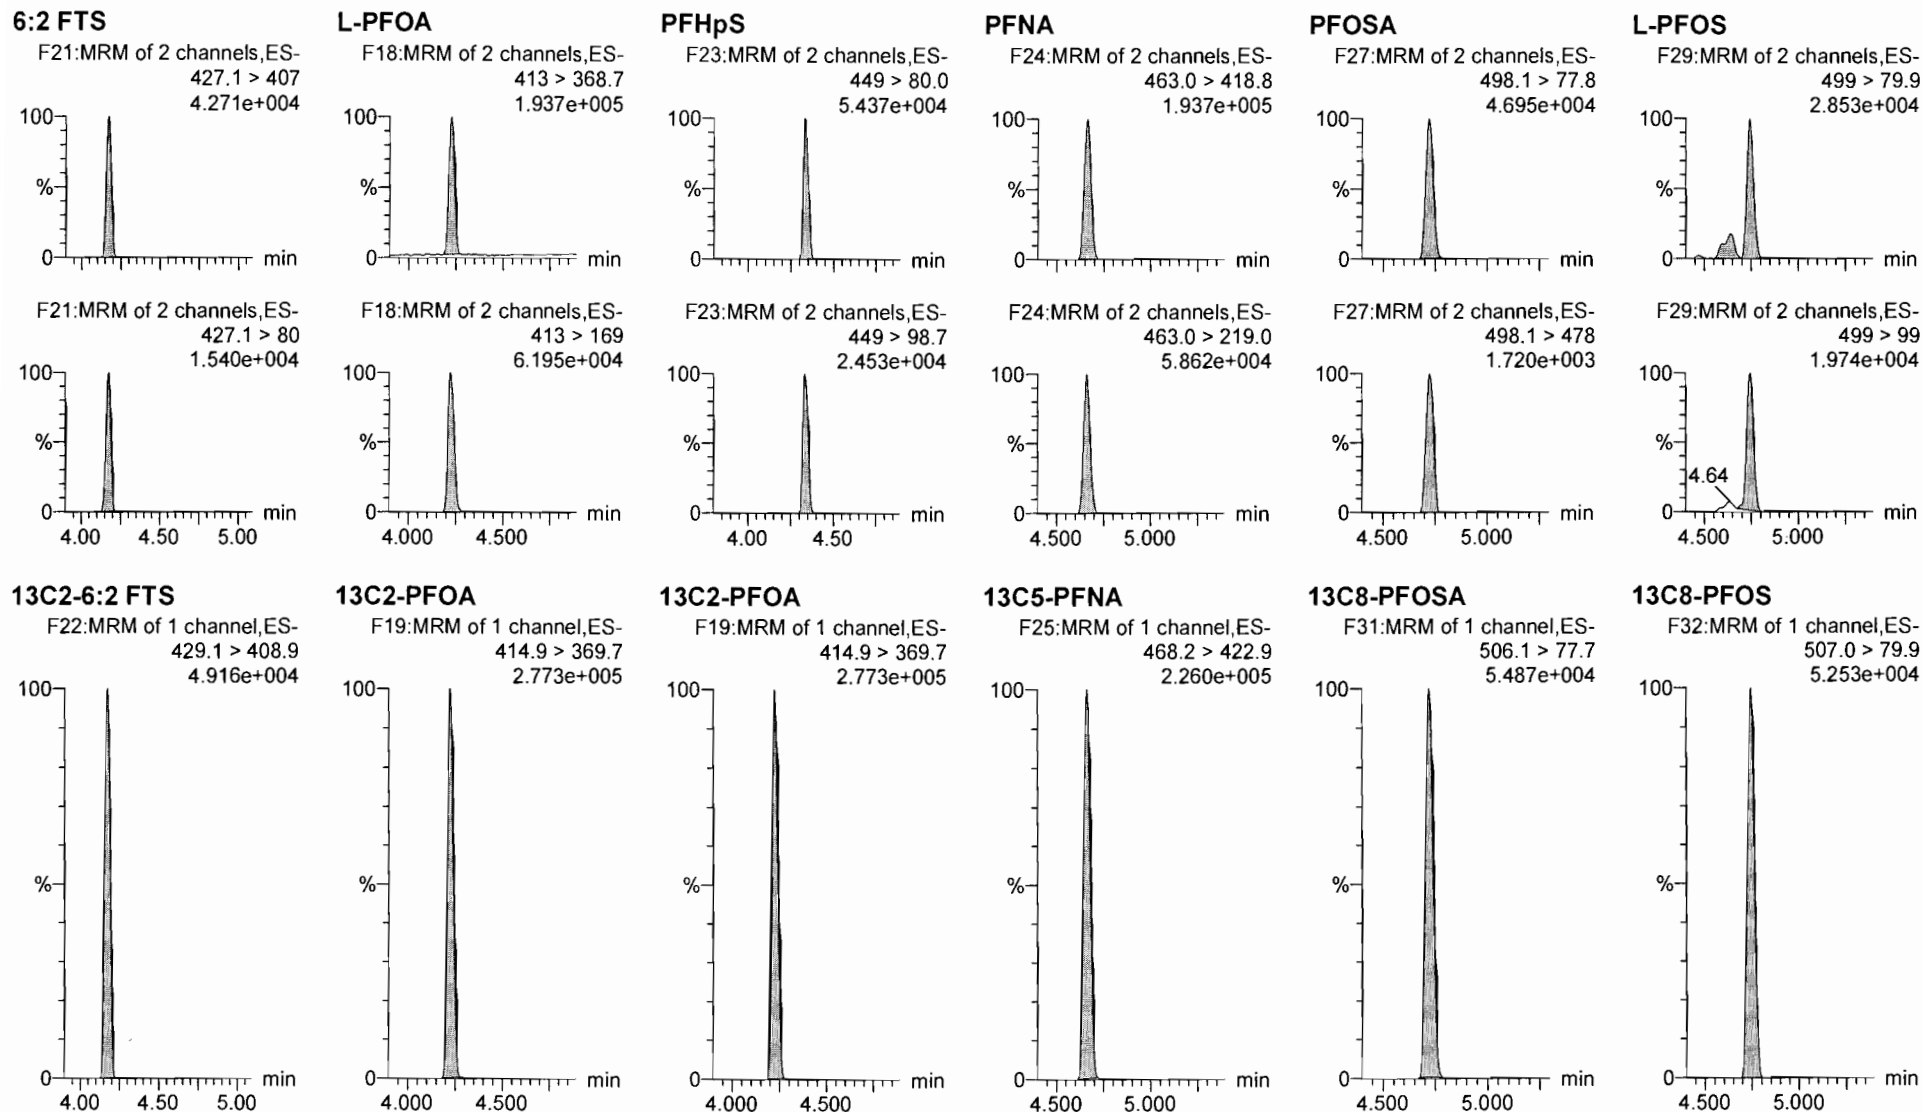 6:2 FTS
F21:MRM of 2 channels,ES-
427.1 > 407
4.271e+004
100
%
0
min
L-PFOA
F18:MRM of 2 channels,ES-
413 > 368.7
1.937e+005
100
%
0
min
PFHpS
F23:MRM of 2 channels,ES-
449 > 80.0
5.437e+004
100
%
0
min
PFNA
F24:MRM of 2 channels,ES-
463.0 > 418.8
1.937e+005
100
%
0
min
PFOSA
F27:MRM of 2 channels,ES-
498.1 > 77.8
4.695e+004
100
%
0
min
L-PFOS
F29:MRM of 2 channels,ES-
499 > 79.9
2.853e+004
100
%
0
min
F21:MRM of 2 channels,ES-
427.1 > 80
1.540e+004
100
%
0
min
4.00 4.50 5.00
F18:MRM of 2 channels,ES-
413 > 169
6.195e+004
100
%
0
min
4.000 4.500
F23:MRM of 2 channels,ES-
449 > 98.7
2.453e+004
100
%
0
min
4.00 4.50
F24:MRM of 2 channels,ES-
463.0 > 219.0
5.862e+004
100
%
0
min
4.500 5.000
F27:MRM of 2 channels,ES-
498.1 > 478
1.720e+003
100
%
0
min
4.500 5.000
F29:MRM of 2 channels,ES-
499 > 99
1.974e+004
100
%
4.64
0
min
4.500 5.000
13C2-6:2 FTS
F22:MRM of 1 channel,ES-
429.1 > 408.9
4.916e+004
100
%
0
min
4.00 4.50 5.00
13C2-PFOA
F19:MRM of 1 channel,ES-
414.9 > 369.7
2.773e+005
100
%
0
min
4.000 4.500
13C2-PFOA
F19:MRM of 1 channel,ES-
414.9 > 369.7
2.773e+005
100
%
0
min
4.000 4.500
13C5-PFNA
F25:MRM of 1 channel,ES-
468.2 > 422.9
2.260e+005
100
%
0
min
4.500 5.000
13C8-PFOSA
F31:MRM of 1 channel,ES-
506.1 > 77.7
5.487e+004
100
%
0
min
4.500 5.000
13C8-PFOS
F32:MRM of 1 channel,ES-
507.0 > 79.9
5.253e+004
100
%
0
min
4.500 5.000